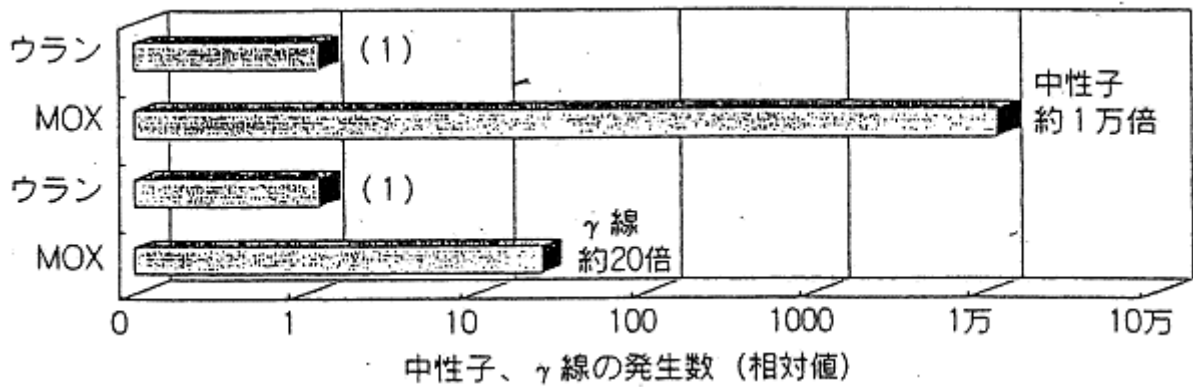 ウラン (1)
MOX 中性子
約1万倍
ウラン (1)
MOX γ線
約20倍
0 1 10 100 1000 1万 10万
中性子、γ線の発生数 (相対値)